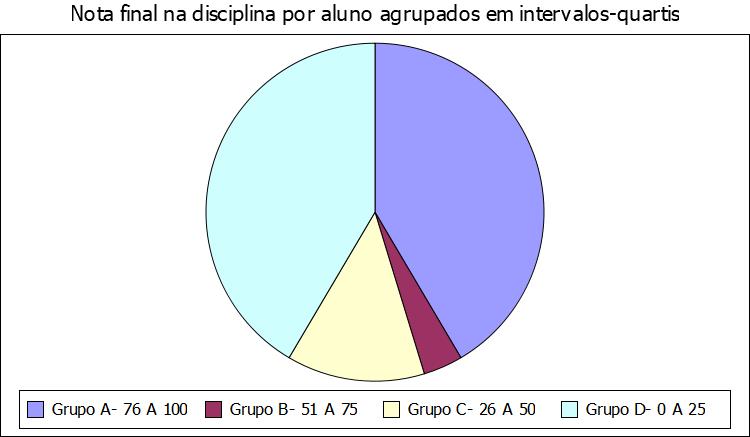 Nota final na disciplina por aluno agrupados em intervalos-quartis
Grupo A- 76 A 100 Grupo B- 51 A 75 Grupo C- 26 A 50 Grupo D- 0 A 25